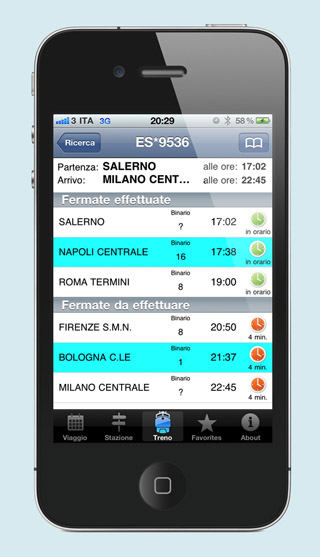 3 ITA 3G 20:29 58 %
Ricerca ES*9536
Partenza: SALERNO alle ore: 17:02
Arrivo: MILANO CENT... alle ore: 22:45
Fermate effettuate
SALERNO Binario ? 17:02 in orario
NAPOLI CENTRALE Binario 16 17:38 in orario
ROMA TERMINI Binario 8 19:00 in orario
Fermate da effettuare
FIRENZE S.M.N. Binario 8 20:50 4 min.
BOLOGNA C.LE Binario 1 21:37 4 min.
MILANO CENTRALE Binario ? 22:45 4 min.
Viaggio Stazione Treno Favorites About